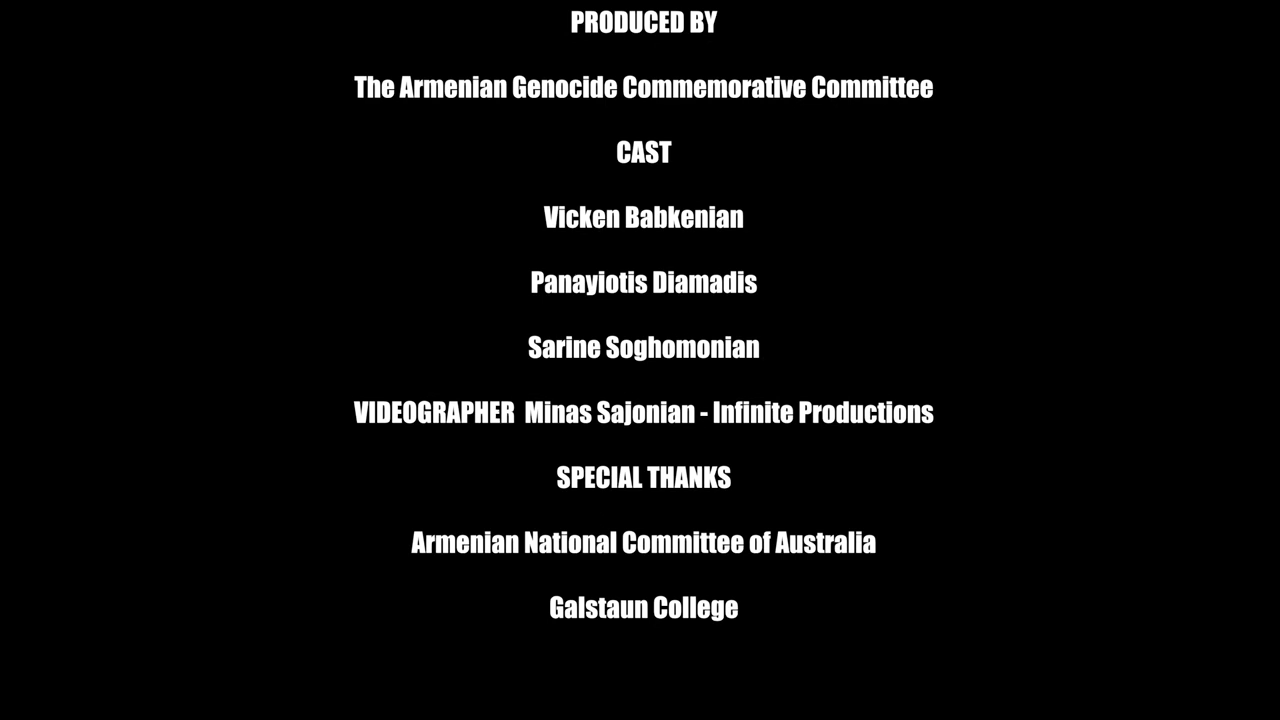 PRODUCED BY
The Armenian Genocide Commemorative Committee
CAST
Vicken Babkenian
Panayiotis Diamadis
Sarine Soghomonian
VIDEOGRAPHER  Minas Sajonian - Infinite Productions
SPECIAL THANKS
Armenian National Committee of Australia
Galstaun College